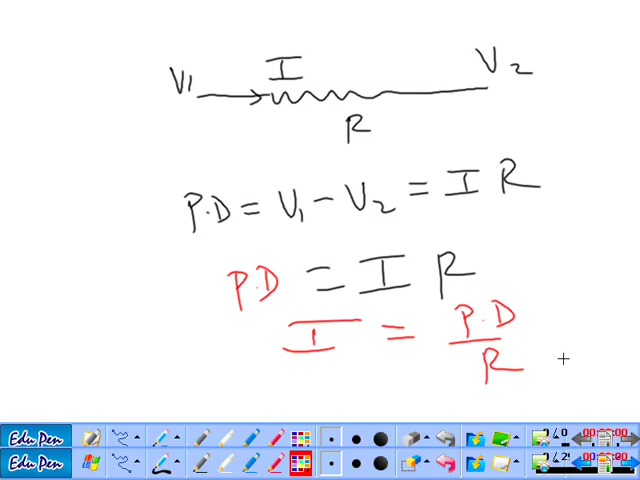 V1 I V2
R
P.D = V1 - V2 = I R
P.D = I R
I = P.D
R
Edu Pen
Edu Pen